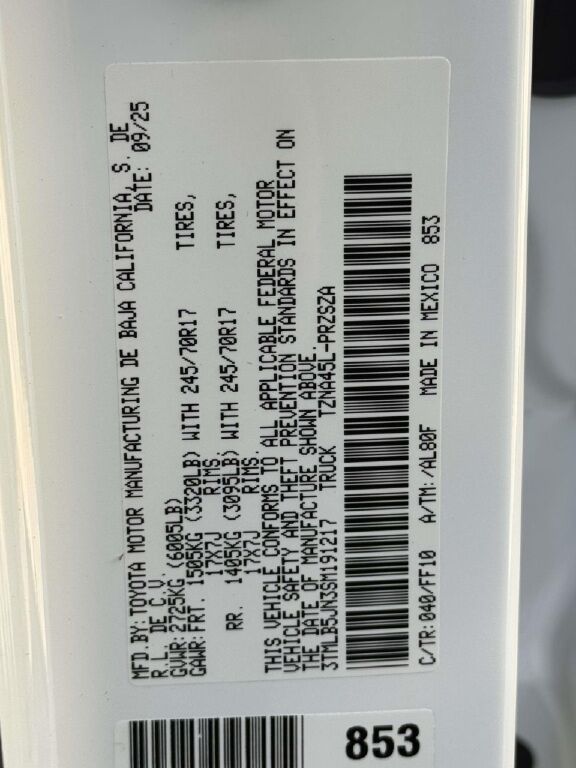 MFD.BY: TOYOTA MOTOR MANUFACTURING DE BAJA CALIFORNIA, S. DE
R.L. DE C.V. DATE: 09/25
GVWR: 2725KG (6005LB)
GAWR: FRT. 1505KG (3320LB) WITH 245/70R17 TIRES,
17X7J RIMS.
RR. 1405KG (3095LB) WITH 245/70R17 TIRES,
17X7J RIMS.
THIS VEHICLE CONFORMS TO ALL APPLICABLE FEDERAL MOTOR
VEHICLE SAFETY AND THEFT PREVENTION STANDARDS IN EFFECT ON
THE DATE OF MANUFACTURE SHOWN ABOVE.
3TMLB5JN3SM191217 TRUCK TZNA45L-PRZSZA
C/TR: 040/FF10 A/TM: /AL80F MADE IN MEXICO 853
853